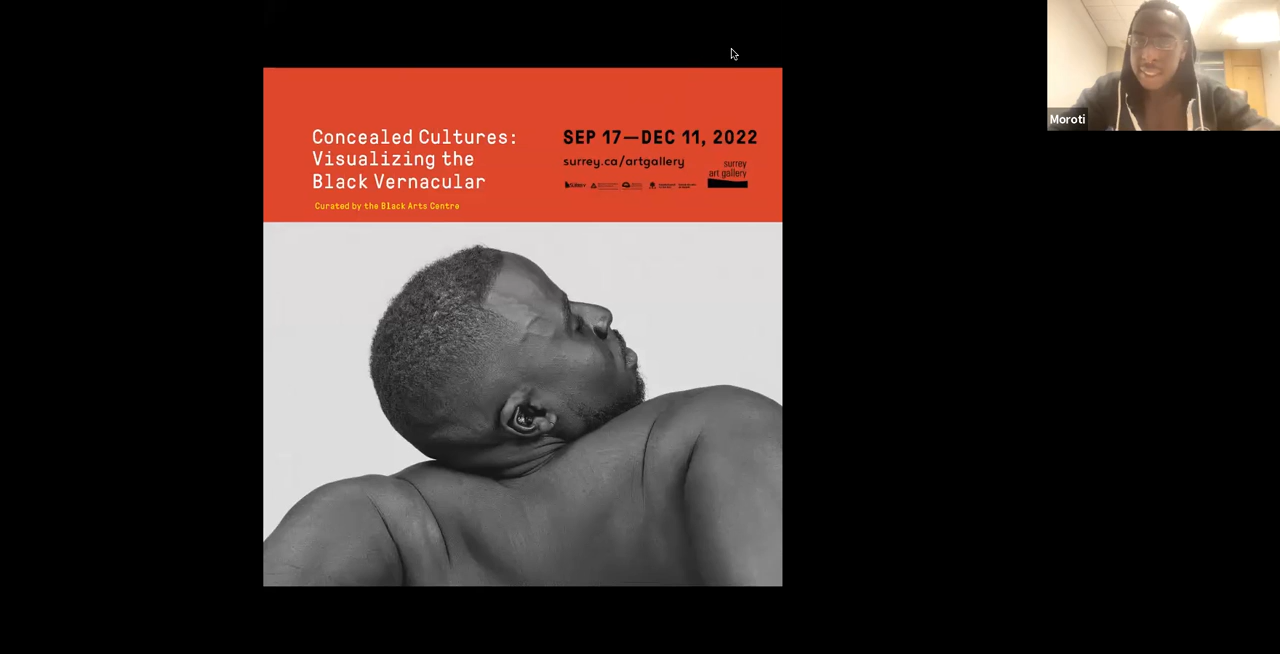 Concealed Cultures:
Visualizing the
Black Vernacular
Curated by the Black Arts Centre
SEP 17—DEC 11, 2022
surrey.ca/artgallery
surrey
art gallery
SURREY
Moroti